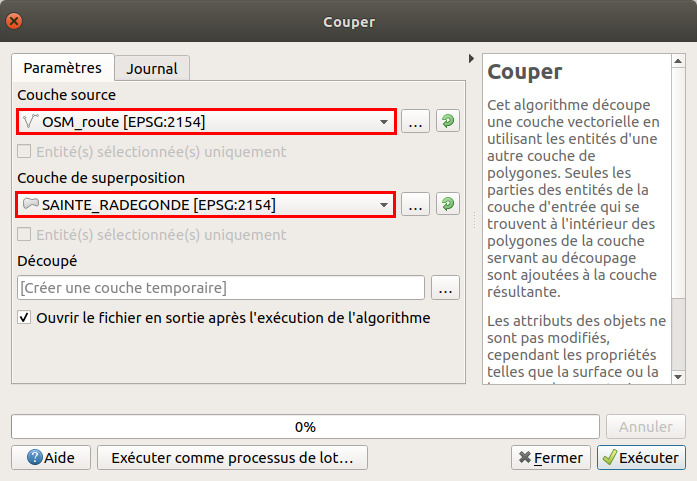 Couper
Paramètres
Journal
Couche source
OSM_route [EPSG:2154]
...
Entité(s) sélectionnée(s) uniquement
Couche de superposition
SAINTE_RADEGONDE [EPSG:2154]
...
Entité(s) sélectionnée(s) uniquement
Découpé
[Créer une couche temporaire]
...
Ouvrir le fichier en sortie après l'exécution de l'algorithme
Couper
Cet algorithme découpe
une couche vectorielle en
utilisant les entités d'une
autre couche de
polygones. Seules les
parties des entités de la
couche d'entrée qui se
trouvent à l'intérieur des
polygones de la couche
servant au découpage
sont ajoutées à la couche
résultante.
Les attributs des objets ne
sont pas modifiés,
cependant les propriétés
telles que la surface ou la
0%
Annuler
Aide
Exécuter comme processus de lot…
Fermer
Exécuter